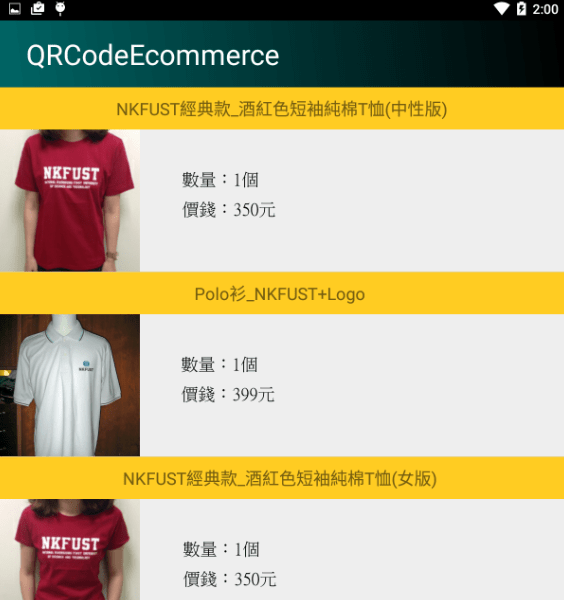 2:00
QRCodeEcommerce
NKFUST經典款_酒紅色短袖純棉T恤(中性版)
NKFUST
數量：1個
價錢：350元
Polo衫_NKFUST+Logo
NKFUST
數量：1個
價錢：399元
NKFUST經典款_酒紅色短袖純棉T恤(女版)
NKFUST
數量：1個
價錢：350元